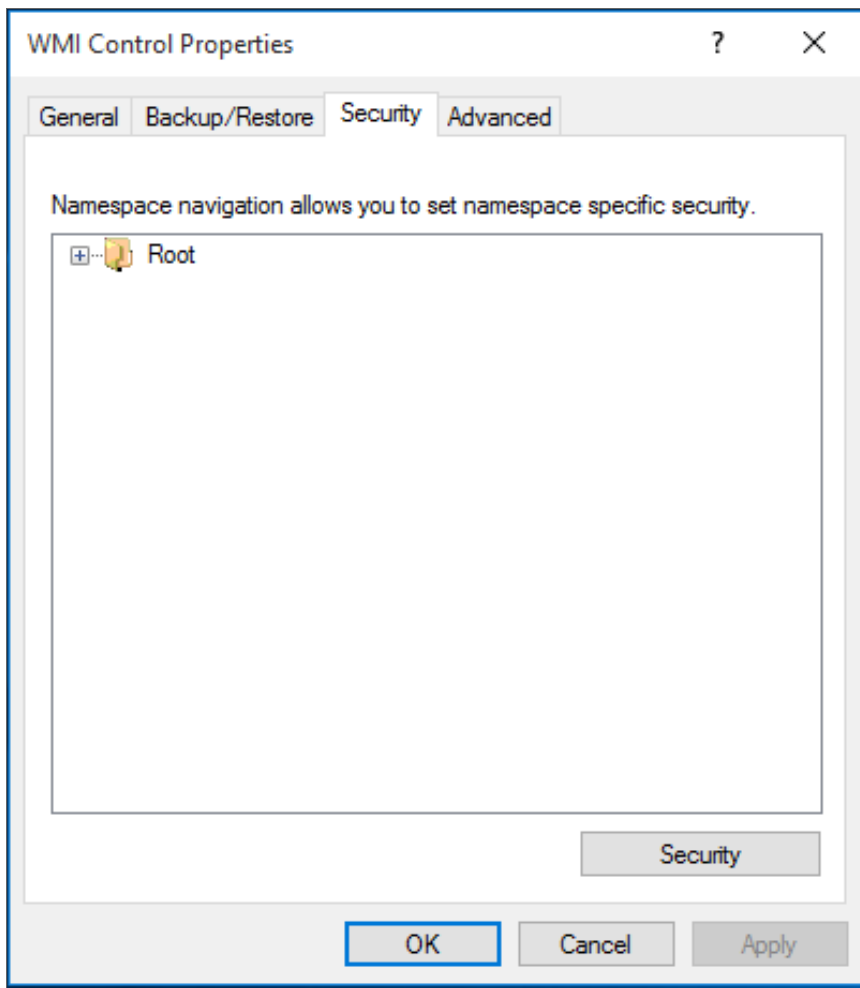 WMI Control Properties
?
General Backup/Restore Security Advanced
Namespace navigation allows you to set namespace specific security.
Root
Security
OK Cancel Apply